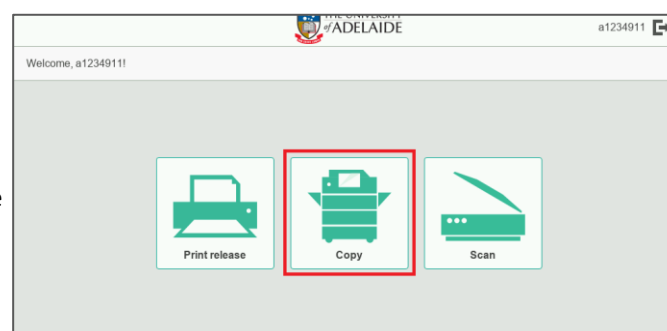 THE UNIVERSITY
of ADELAIDE
a1234911
Welcome, a1234911!
e
Print release
Copy
Scan